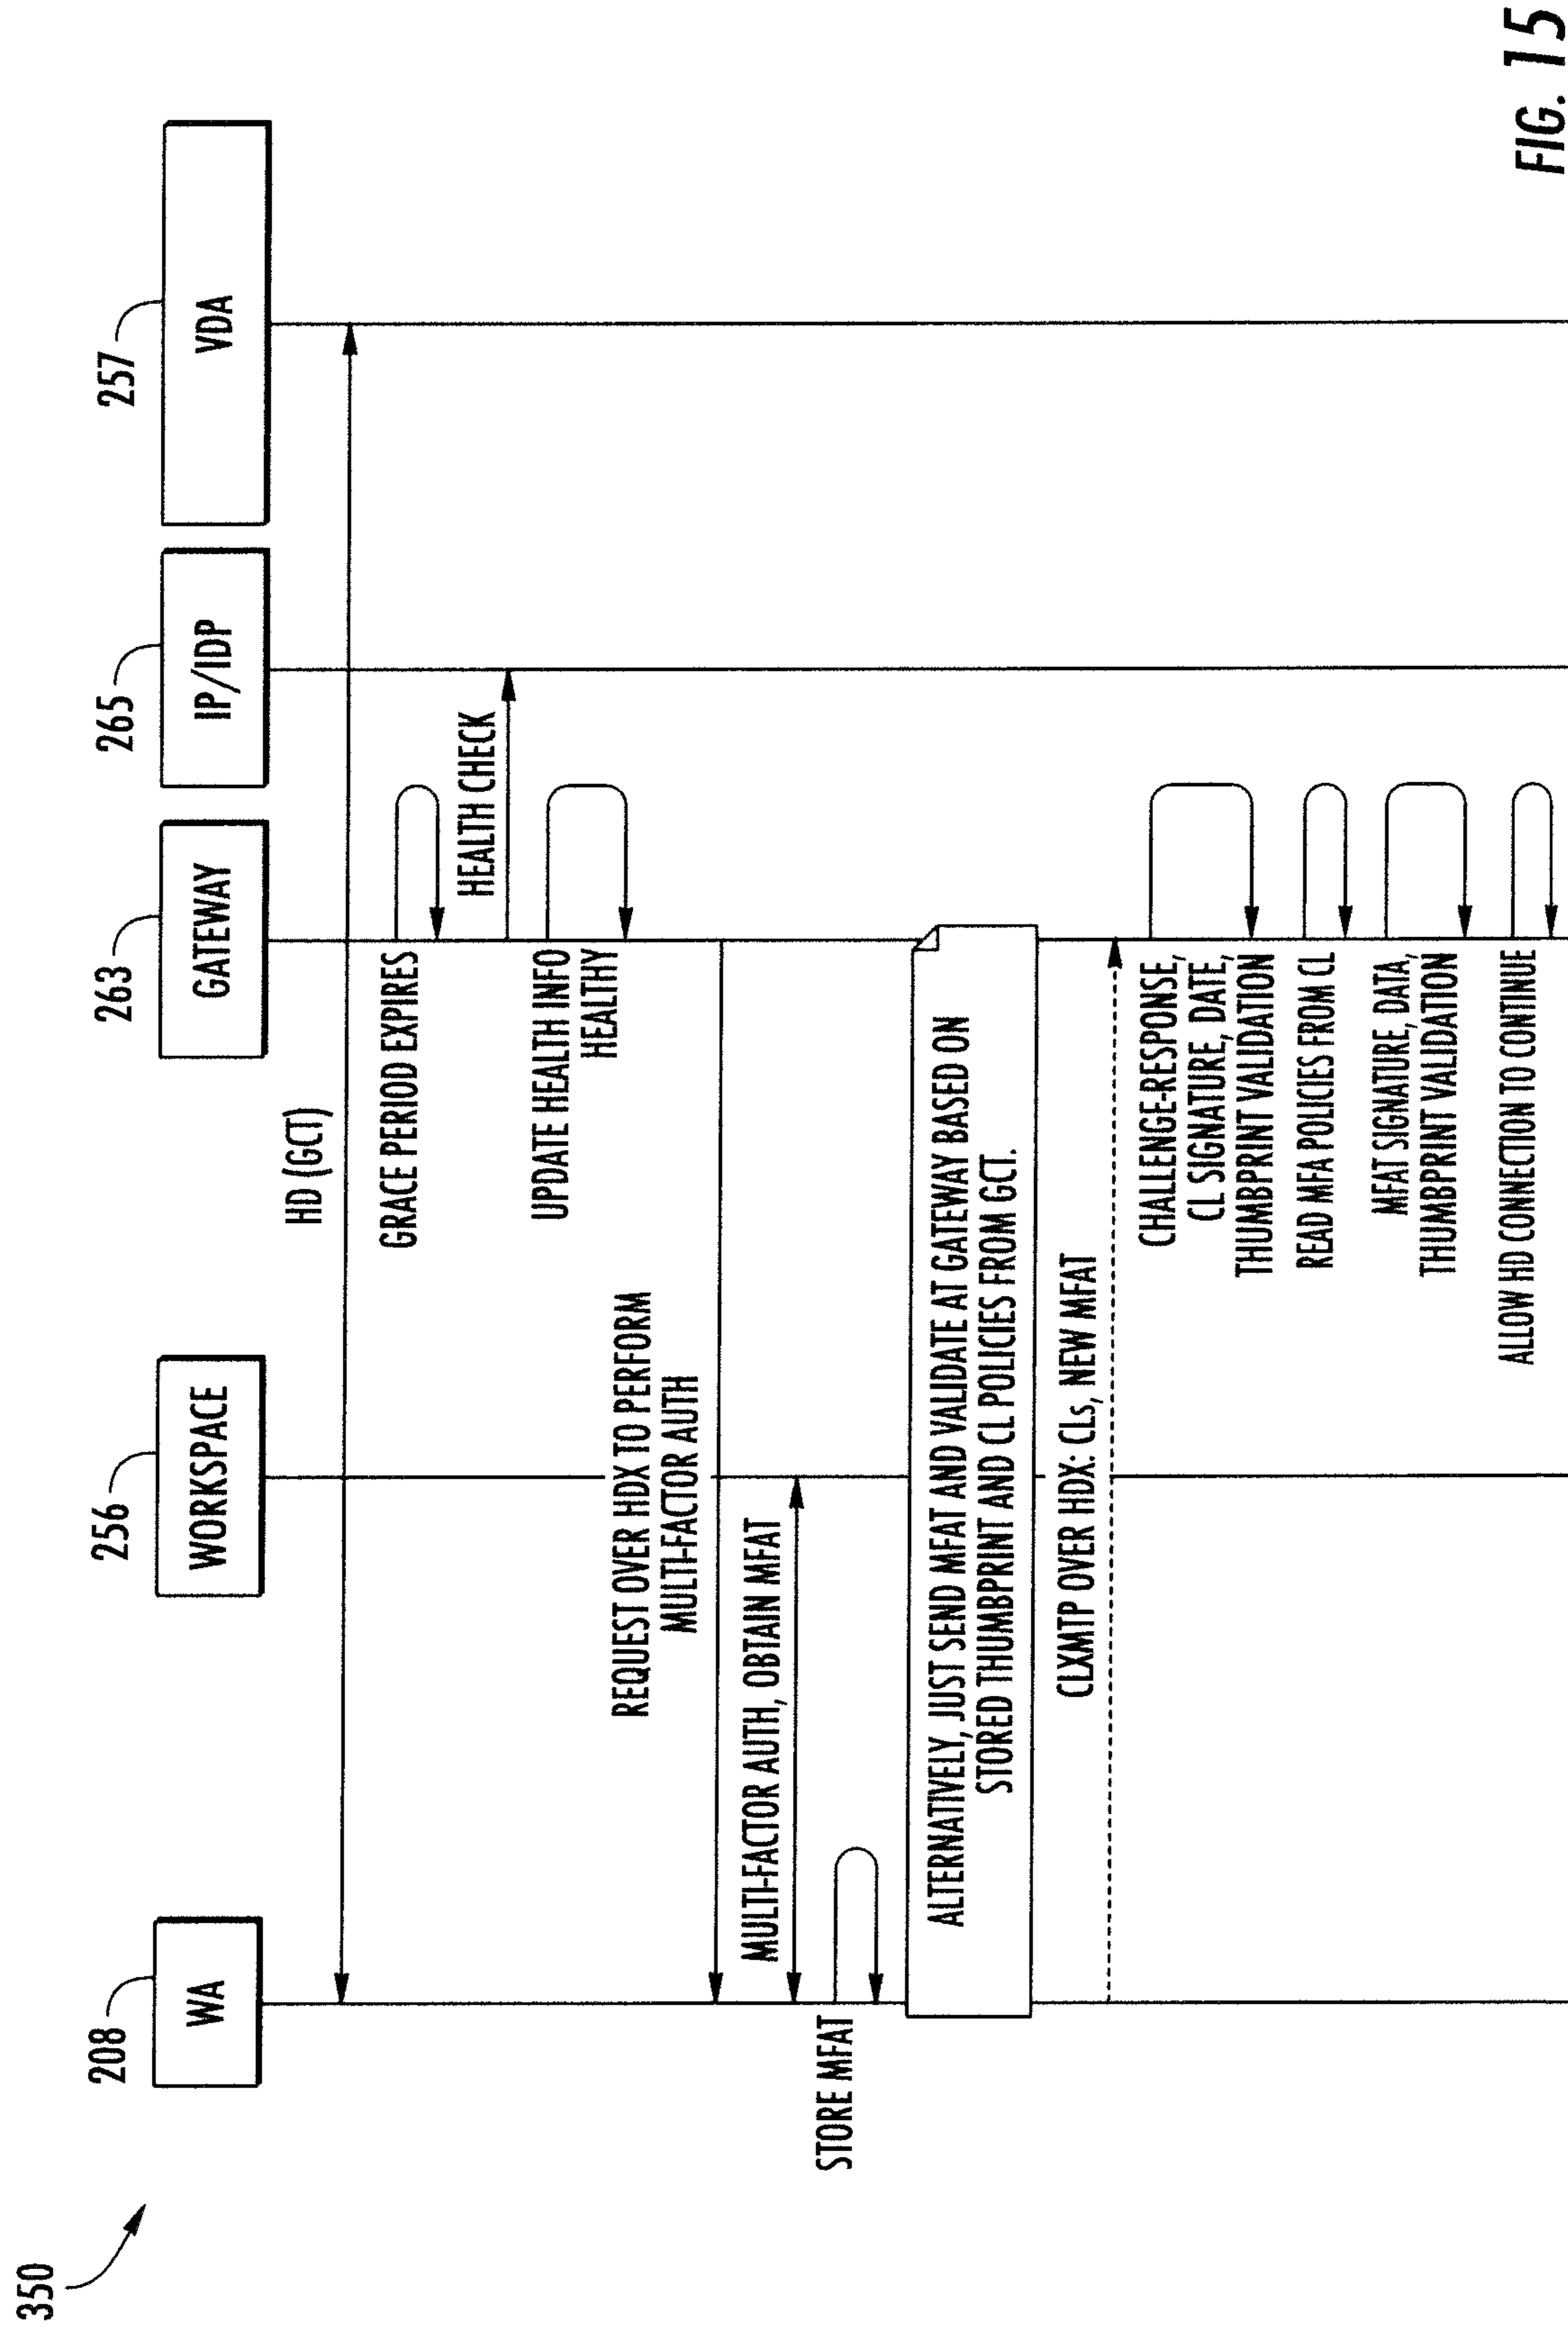 350
208
256
263
265
257
WA
WORKSPACE
GATEWAY
IP/IDP
VDA
HD (GCT)
GRACE PERIOD EXPIRES
HEALTH CHECK
UPDATE HEALTH INFO
HEALTHY
REQUEST OVER HDX TO PERFORM
MULTI-FACTOR AUTH
MULTI-FACTOR AUTH, OBTAIN MFAT
STORE MFAT
ALTERNATIVELY, JUST SEND MFAT AND VALIDATE AT GATEWAY BASED ON
STORED THUMBPRINT AND CL POLICIES FROM GCT.
CLXMTP OVER HDX: CLs, NEW MFAT
CHALLENGE-RESPONSE,
CL SIGNATURE, DATE,
THUMBPRINT VALIDATION
READ MFA POLICIES FROM CL
MFAT SIGNATURE, DATA,
THUMBPRINT VALIDATION
ALLOW HD CONNECTION TO CONTINUE
FIG. 15